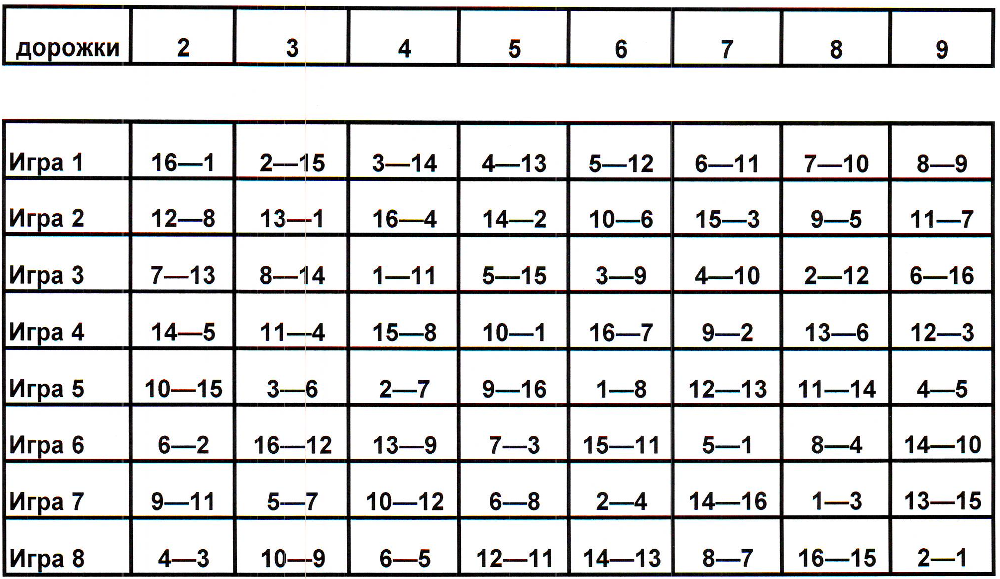 дорожки 2 3 4 5 6 7 8 9
Игра 1 16—1 2—15 3—14 4—13 5—12 6—11 7—10 8—9
Игра 2 12—8 13—1 16—4 14—2 10—6 15—3 9—5 11—7
Игра 3 7—13 8—14 1—11 5—15 3—9 4—10 2—12 6—16
Игра 4 14—5 11—4 15—8 10—1 16—7 9—2 13—6 12—3
Игра 5 10—15 3—6 2—7 9—16 1—8 12—13 11—14 4—5
Игра 6 6—2 16—12 13—9 7—3 15—11 5—1 8—4 14—10
Игра 7 9—11 5—7 10—12 6—8 2—4 14—16 1—3 13—15
Игра 8 4—3 10—9 6—5 12—11 14—13 8—7 16—15 2—1